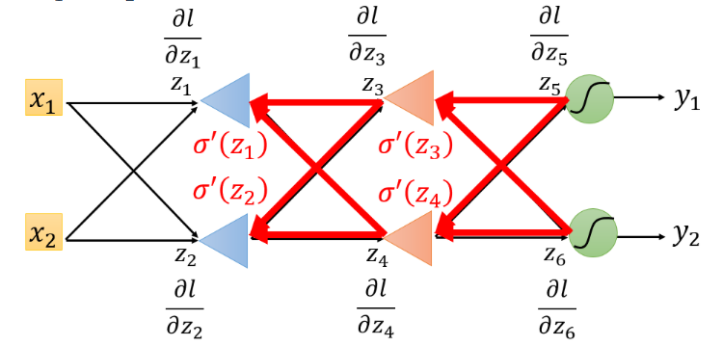 ∂l/∂z₁ ∂l/∂z₃ ∂l/∂z₅
x₁ z₁ z₃ z₅ y₁
σ′(z₁) σ′(z₃)
σ′(z₂) σ′(z₄)
x₂ z₂ z₄ z₆ y₂
∂l/∂z₂ ∂l/∂z₄ ∂l/∂z₆